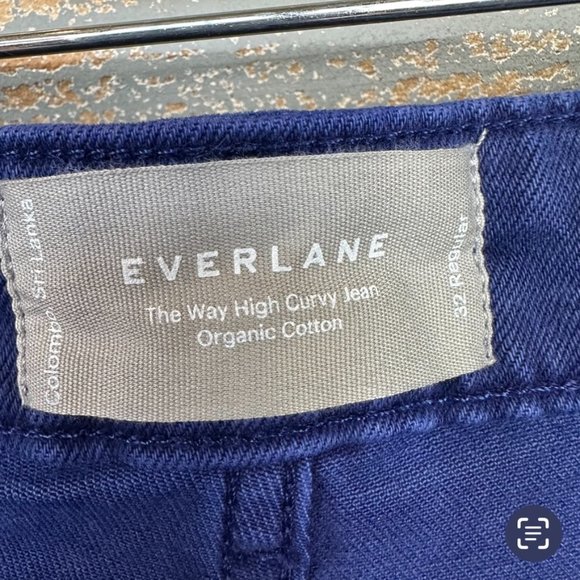 EVERLANE
The Way High Curvy Jean
Organic Cotton
Colombo Sri Lanka
32 Regular